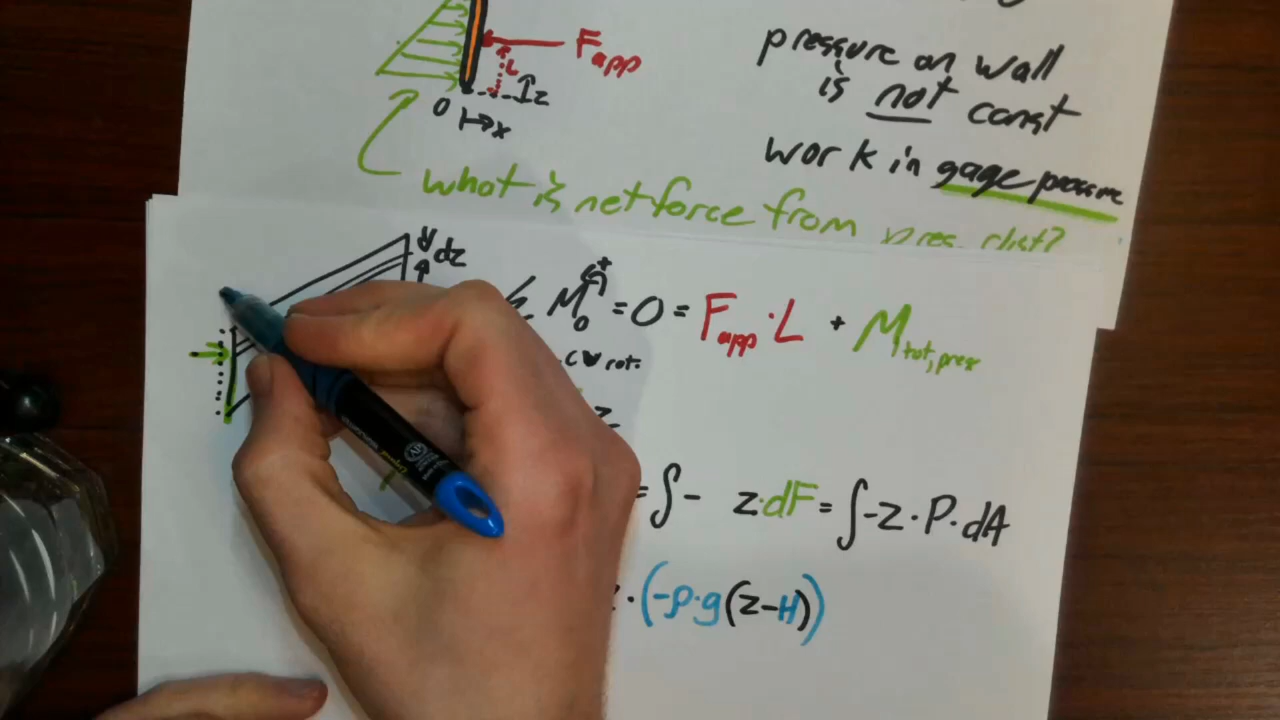 F_app
L
z
0
x
pressure on wall
is not const
work in gage pressure
what is net force from pres. dist?
dz
M_0 = 0 = F_app · L + M_tot,pres
rot.
z
= ∫ - z · dF = ∫ -z · P · dA
· (-ρ·g(z-H))